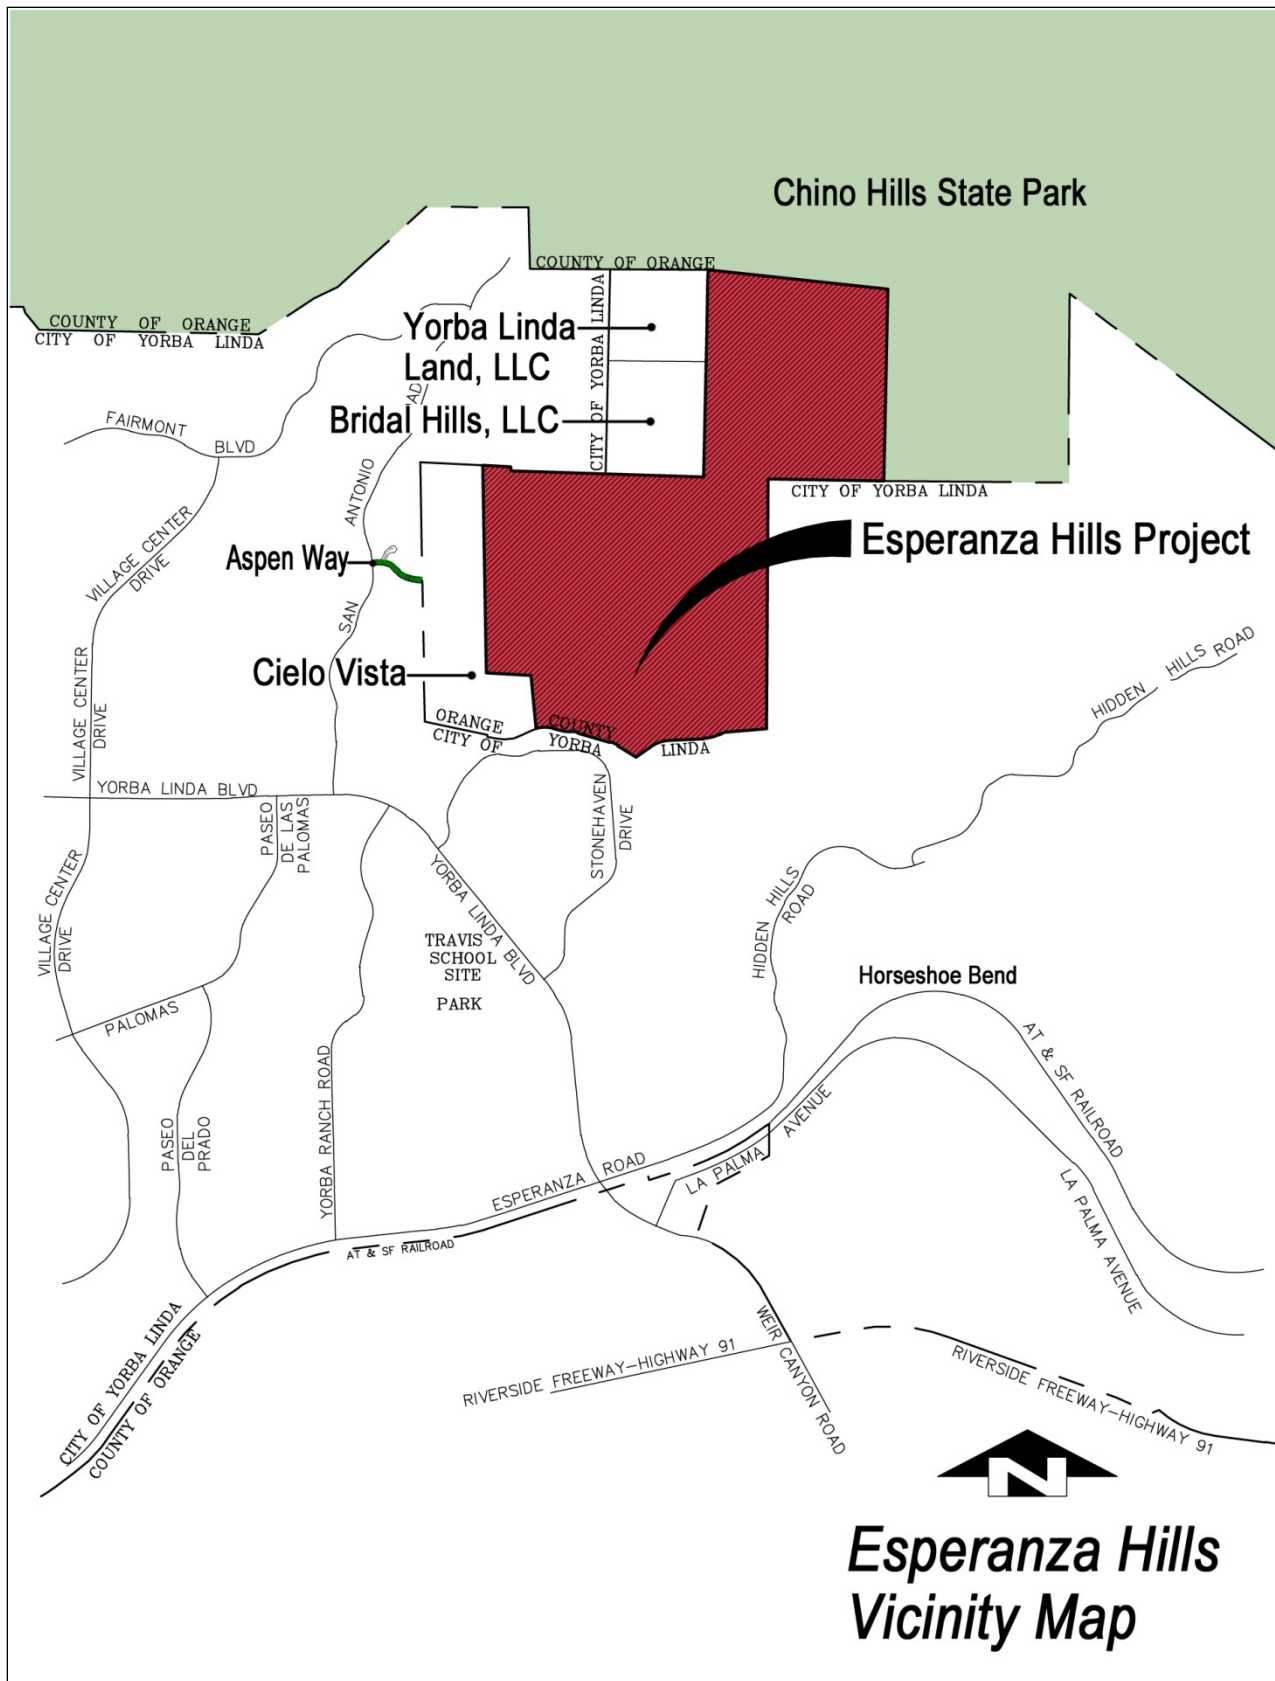 Chino Hills State Park
COUNTY OF ORANGE
COUNTY OF ORANGE
CITY OF YORBA LINDA
CITY OF YORBA LINDA
Yorba Linda
Land, LLC
Bridal Hills, LLC
FAIRMONT
BLVD
SAN
ANTONIO
AD
CITY OF YORBA LINDA
VILLAGE CENTER
DRIVE
Esperanza Hills Project
Aspen Way
Cielo Vista
HIDDEN HILLS ROAD
VILLAGE CENTER
DRIVE
ORANGE
COUNTY
CITY OF
YORBA
LINDA
YORBA LINDA BLVD
PASEO
DE LAS
PALOMAS
STONEHAVEN
DRIVE
YORBA LINDA BLVD
VILLAGE CENTER
DRIVE
HIDDEN HILLS
ROAD
TRAVIS
SCHOOL
SITE
PARK
Horseshoe Bend
PALOMAS
AT & SF RAILROAD
YORBA RANCH ROAD
PASEO
DEL
PRADO
ESPERANZA ROAD
LA PALMA
AVENUE
LA PALMA AVENUE
AT & SF RAILROAD
CITY OF YORBA LINDA
COUNTY OF ORANGE
WEIR CANYON ROAD
RIVERSIDE FREEWAY-HIGHWAY 91
RIVERSIDE FREEWAY-HIGHWAY 91
N
Esperanza Hills
Vicinity Map